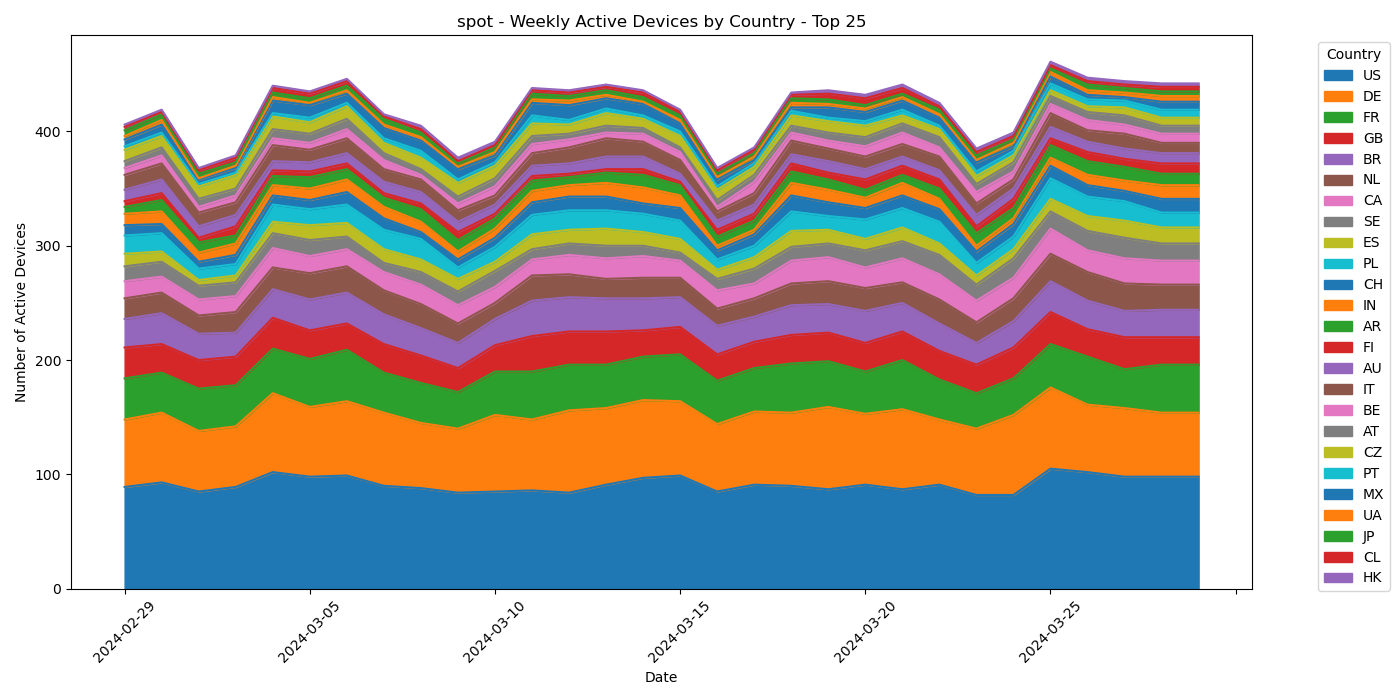 spot - Weekly Active Devices by Country - Top 25
Number of Active Devices
400
300
200
100
0
2024-02-29
2024-03-05
2024-03-10
2024-03-15
2024-03-20
2024-03-25
Date
Country
US
DE
FR
GB
BR
NL
CA
SE
ES
PL
CH
IN
AR
FI
AU
IT
BE
AT
CZ
PT
MX
UA
JP
CL
HK